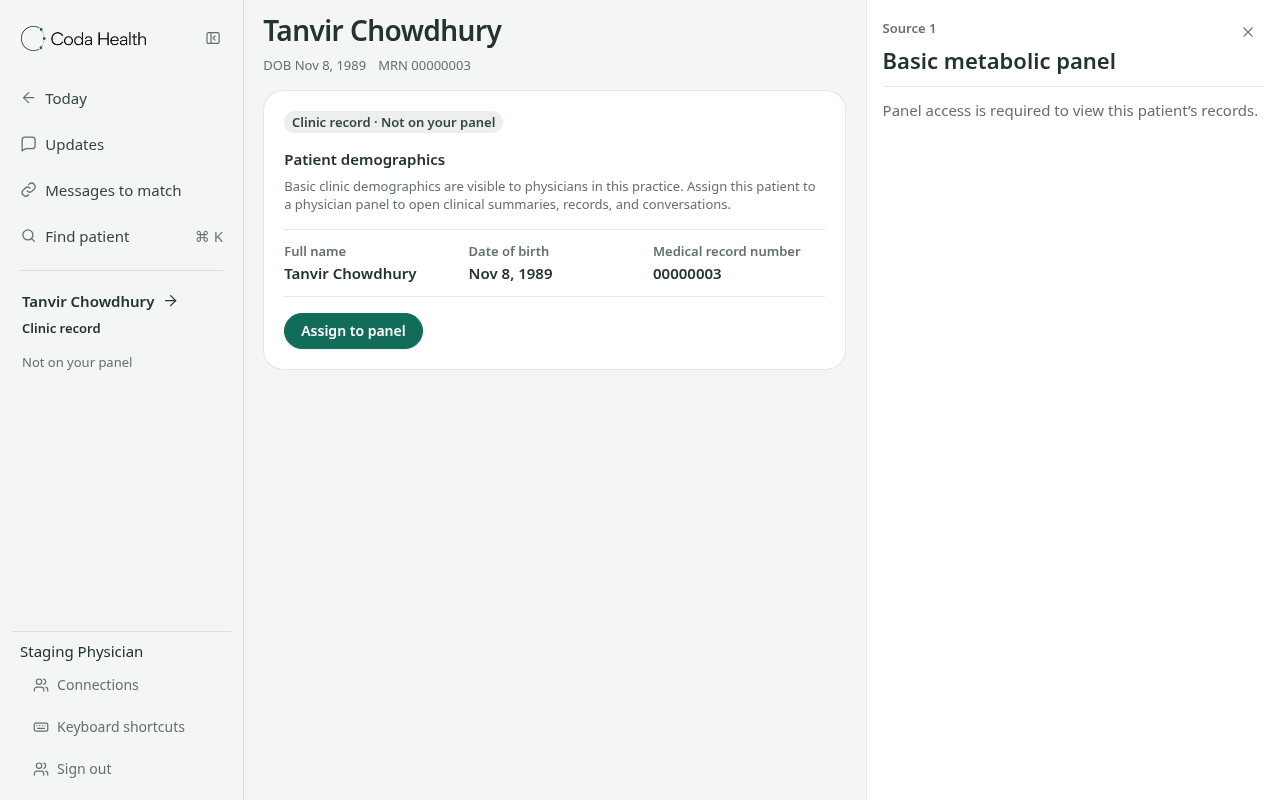 Coda Health
Today
Updates
Messages to match
Find patient ⌘ K
Tanvir Chowdhury
Clinic record
Not on your panel
Staging Physician
Connections
Keyboard shortcuts
Sign out
Tanvir Chowdhury
DOB Nov 8, 1989 MRN 00000003
Clinic record · Not on your panel
Patient demographics
Basic clinic demographics are visible to physicians in this practice. Assign this patient to
a physician panel to open clinical summaries, records, and conversations.
Full name Date of birth Medical record number
Tanvir Chowdhury Nov 8, 1989 00000003
Assign to panel
Source 1
Basic metabolic panel
Panel access is required to view this patient’s records.